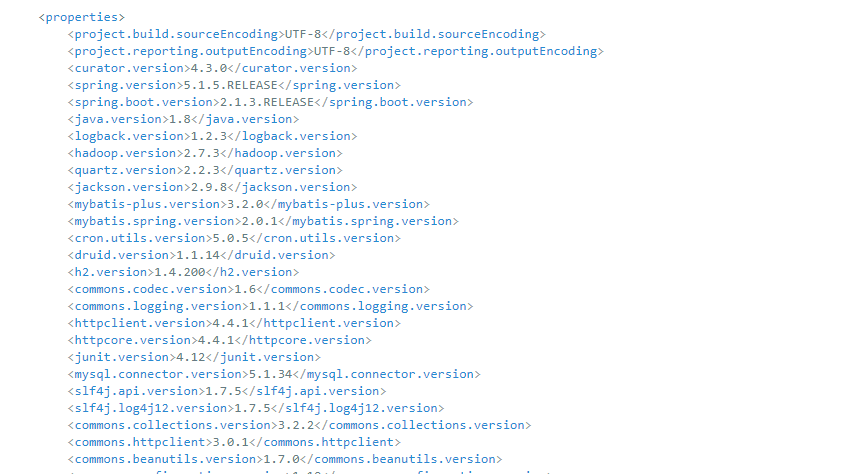 <properties>
<project.build.sourceEncoding>UTF-8</project.build.sourceEncoding>
<project.reporting.outputEncoding>UTF-8</project.reporting.outputEncoding>
<curator.version>4.3.0</curator.version>
<spring.version>5.1.5.RELEASE</spring.version>
<spring.boot.version>2.1.3.RELEASE</spring.boot.version>
<java.version>1.8</java.version>
<logback.version>1.2.3</logback.version>
<hadoop.version>2.7.3</hadoop.version>
<quartz.version>2.2.3</quartz.version>
<jackson.version>2.9.8</jackson.version>
<mybatis-plus.version>3.2.0</mybatis-plus.version>
<mybatis.spring.version>2.0.1</mybatis.spring.version>
<cron.utils.version>5.0.5</cron.utils.version>
<druid.version>1.1.14</druid.version>
<h2.version>1.4.200</h2.version>
<commons.codec.version>1.6</commons.codec.version>
<commons.logging.version>1.1.1</commons.logging.version>
<httpclient.version>4.4.1</httpclient.version>
<httpcore.version>4.4.1</httpcore.version>
<junit.version>4.12</junit.version>
<mysql.connector.version>5.1.34</mysql.connector.version>
<slf4j.api.version>1.7.5</slf4j.api.version>
<slf4j.log4j12.version>1.7.5</slf4j.log4j12.version>
<commons.collections.version>3.2.2</commons.collections.version>
<commons.httpclient>3.0.1</commons.httpclient>
<commons.beanutils.version>1.7.0</commons.beanutils.version>